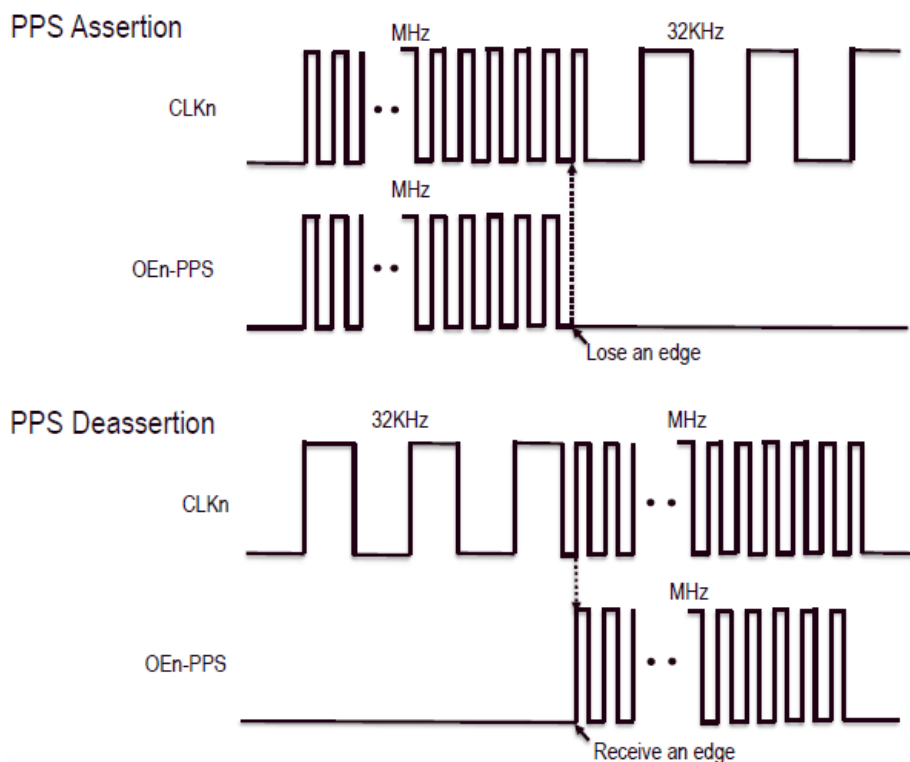 PPS Assertion
MHz
32KHz
CLKn
MHz
OEn-PPS
Lose an edge
PPS Deassertion
32KHz
MHz
CLKn
MHz
OEn-PPS
Receive an edge